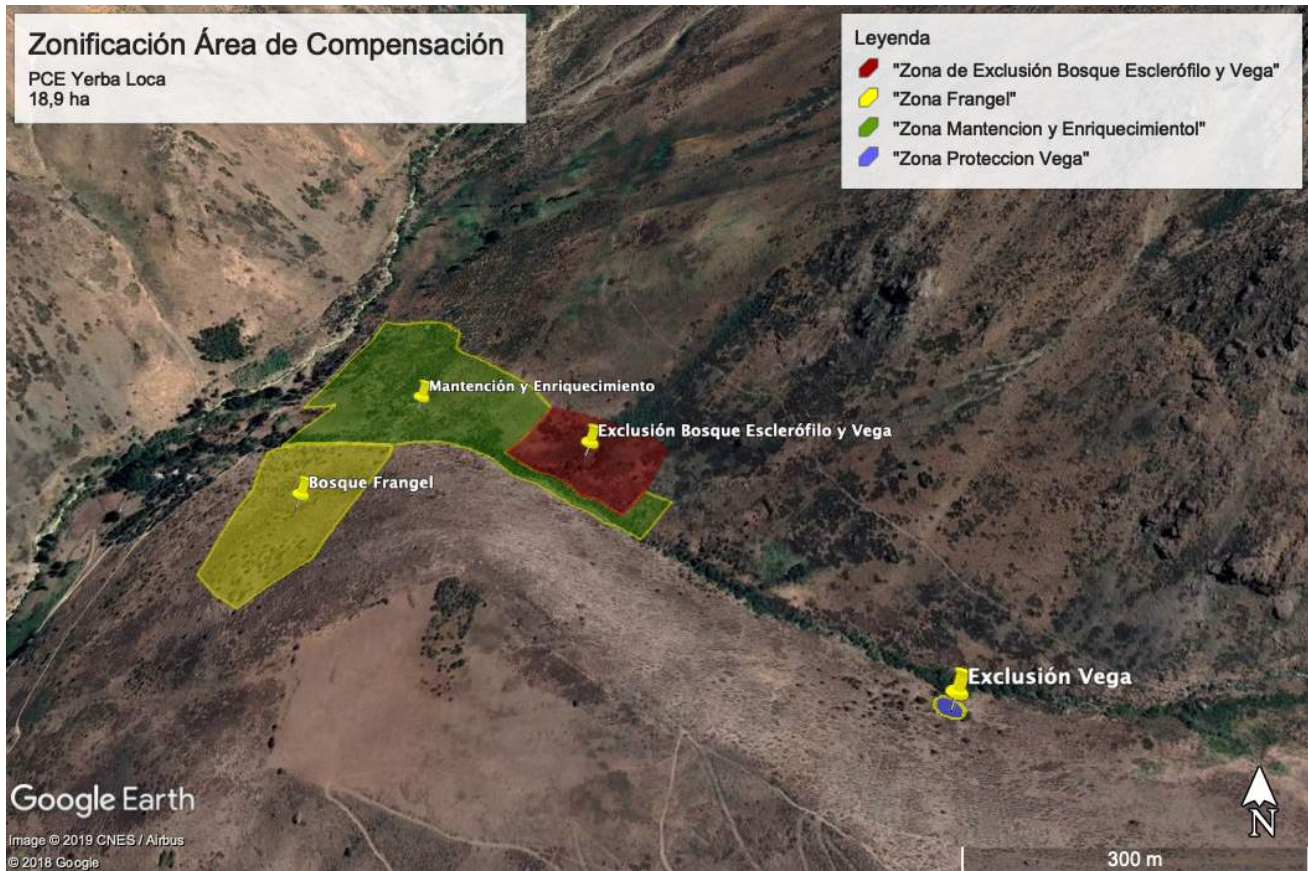 Zonificación Área de Compensación
PCE Yerba Loca
18,9 ha
Leyenda
"Zona de Exclusión Bosque Esclerófilo y Vega"
"Zona Frangel"
"Zona Mantencion y Enriquecimientol"
"Zona Proteccion Vega"
Mantención y Enriquecimiento
Exclusión Bosque Esclerófilo y Vega
Bosque Frangel
Exclusión Vega
Google Earth
Image © 2019 CNES / Airbus
© 2018 Google
N
300 m